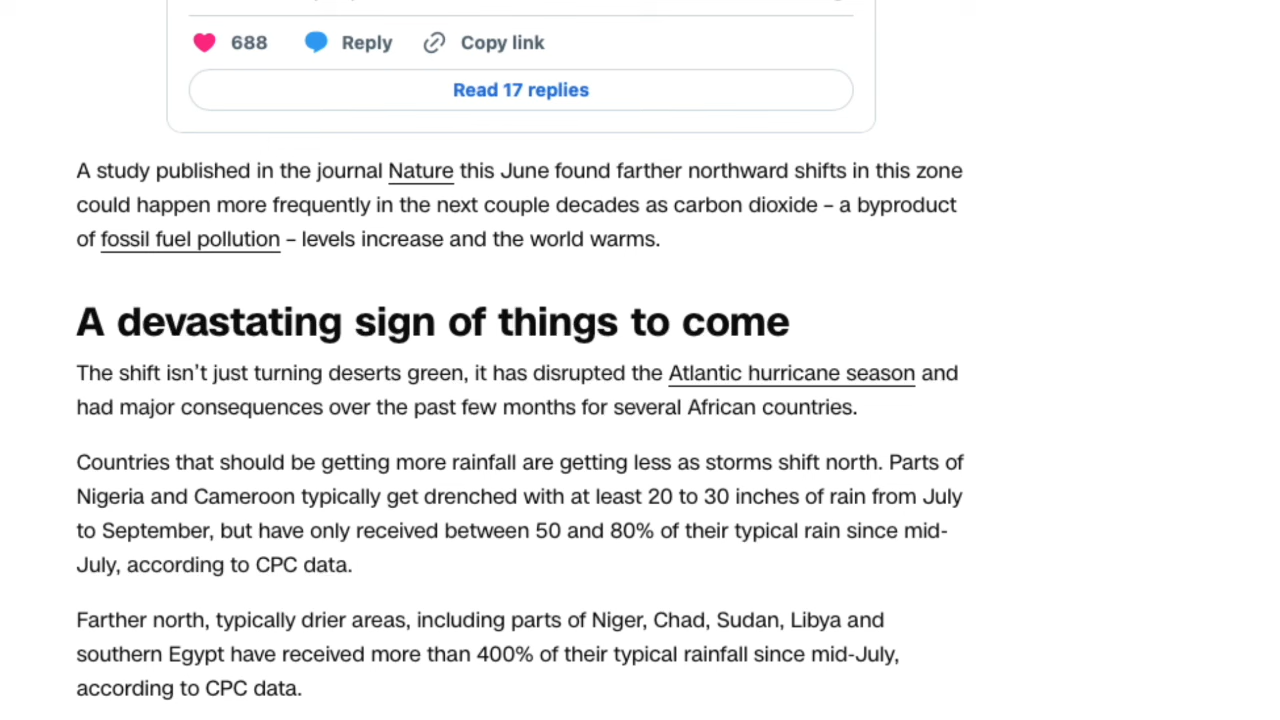 688 Reply Copy link
Read 17 replies
A study published in the journal Nature this June found farther northward shifts in this zone
could happen more frequently in the next couple decades as carbon dioxide – a byproduct
of fossil fuel pollution – levels increase and the world warms.
A devastating sign of things to come
The shift isn’t just turning deserts green, it has disrupted the Atlantic hurricane season and
had major consequences over the past few months for several African countries.
Countries that should be getting more rainfall are getting less as storms shift north. Parts of
Nigeria and Cameroon typically get drenched with at least 20 to 30 inches of rain from July
to September, but have only received between 50 and 80% of their typical rain since mid-
July, according to CPC data.
Farther north, typically drier areas, including parts of Niger, Chad, Sudan, Libya and
southern Egypt have received more than 400% of their typical rainfall since mid-July,
according to CPC data.